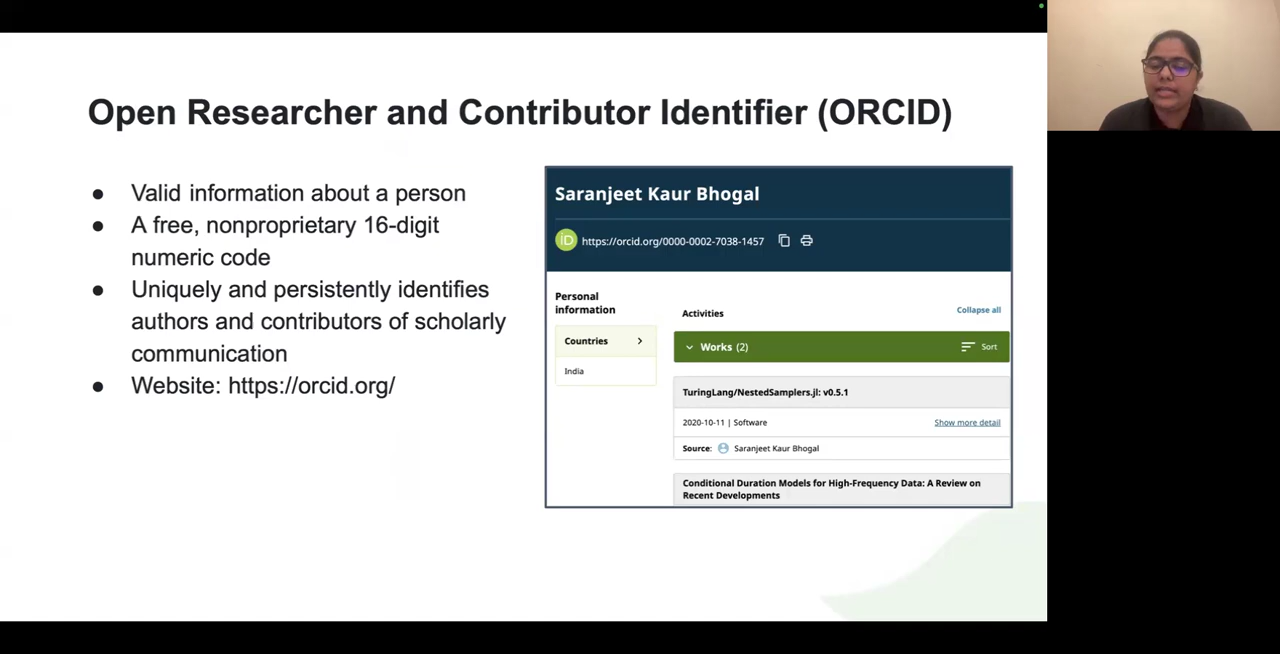 Open Researcher and Contributor Identifier (ORCID)
● Valid information about a person
● A free, nonproprietary 16-digit
numeric code
● Uniquely and persistently identifies
authors and contributors of scholarly
communication
● Website: https://orcid.org/
Saranjeet Kaur Bhogal
iD https://orcid.org/0000-0002-7038-1457
Personal
information
Countries
India
Activities
Collapse all
Works (2)
Sort
TuringLang/NestedSamplers.jl: v0.5.1
2020-10-11 | Software
Show more detail
Source: Saranjeet Kaur Bhogal
Conditional Duration Models for High-Frequency Data: A Review on
Recent Developments